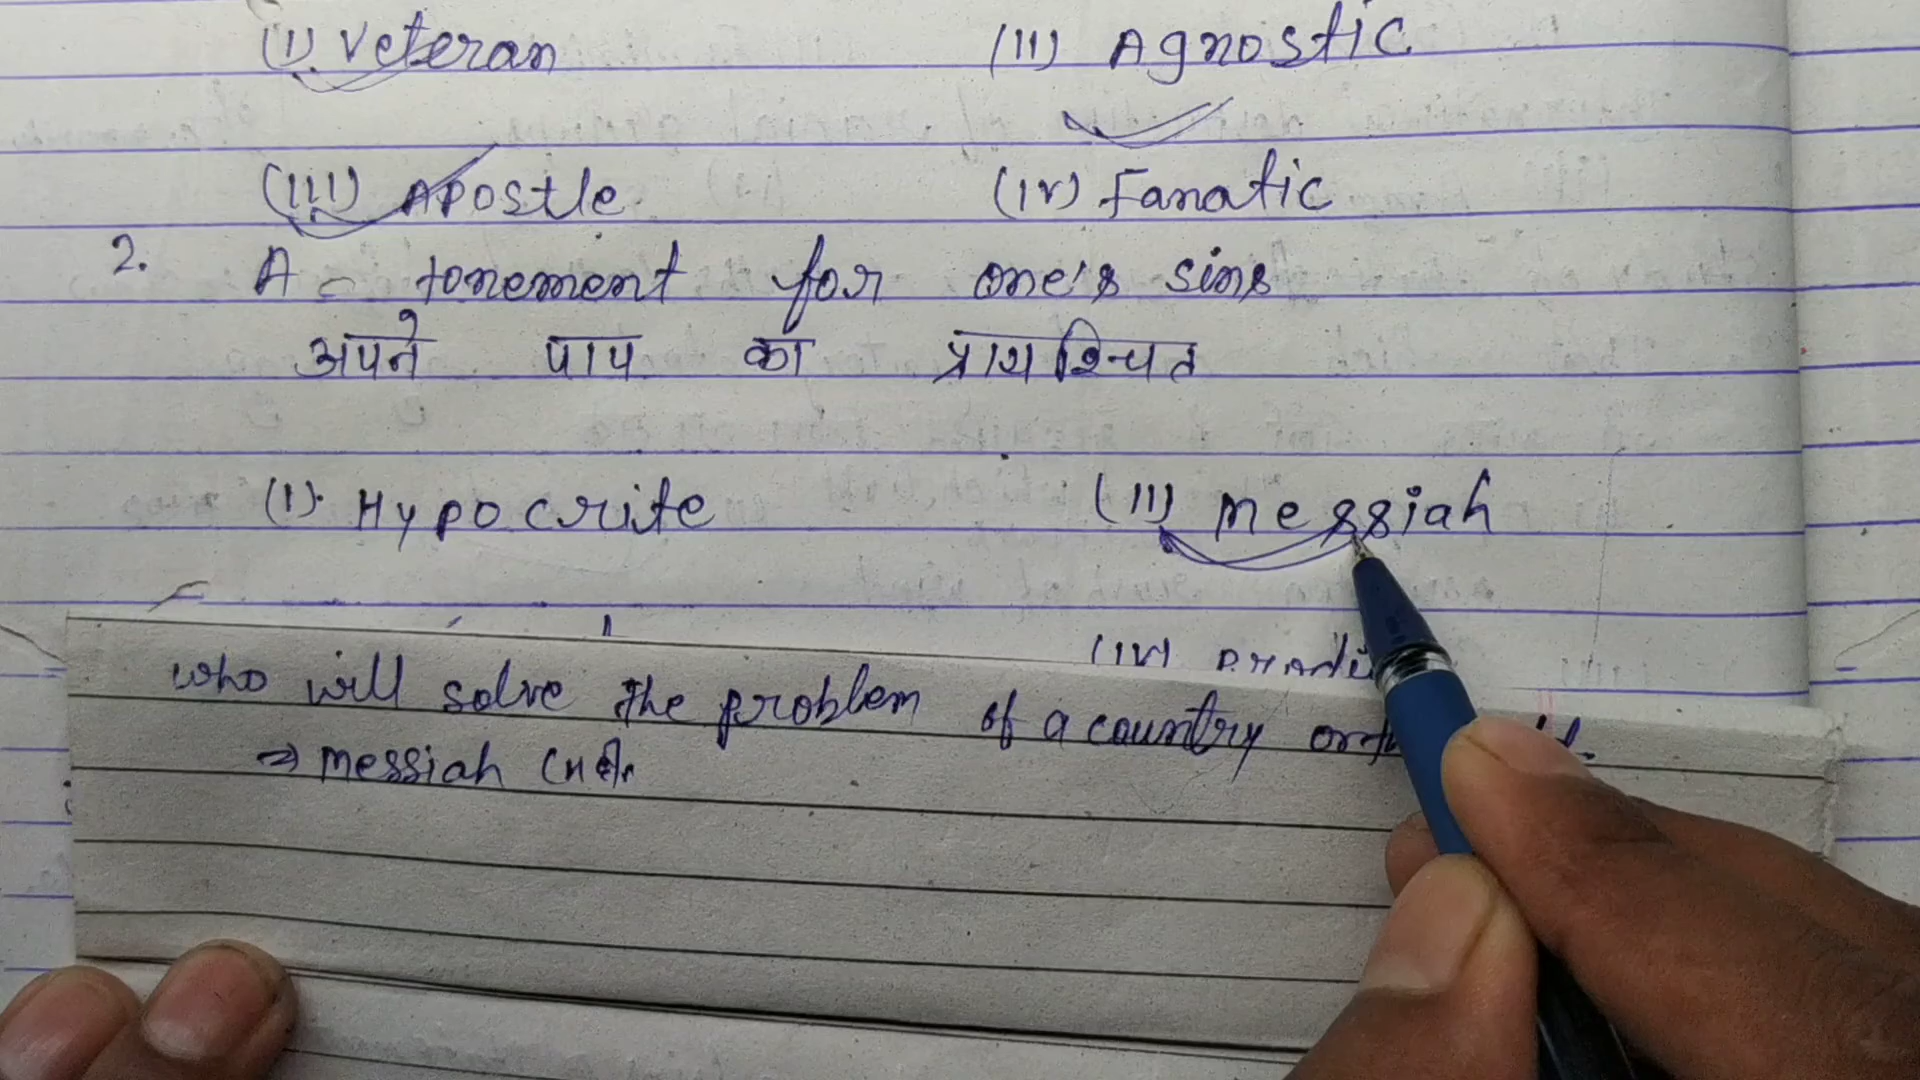 (I) Veteran (II) Agnostic
(III) Apostle (IV) Fanatic
2. A - tonement for one's sins
अपने पाप का प्रायश्चित
(I). Hypocrite (II) Messiah
(IV)
who will solve the problem of a country or
⇒ Messiah